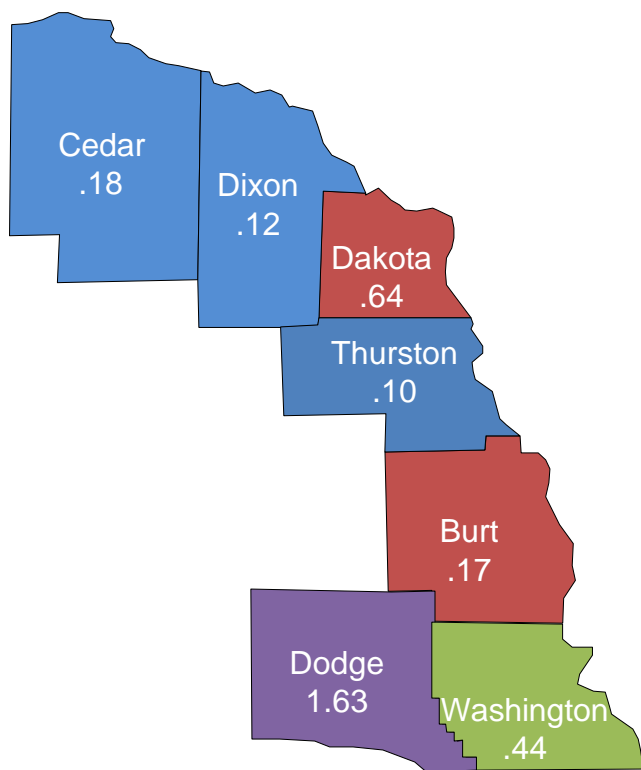 Cedar
.18
Dixon
.12
Dakota
.64
Thurston
.10
Burt
.17
Dodge
1.63
Washington
.44